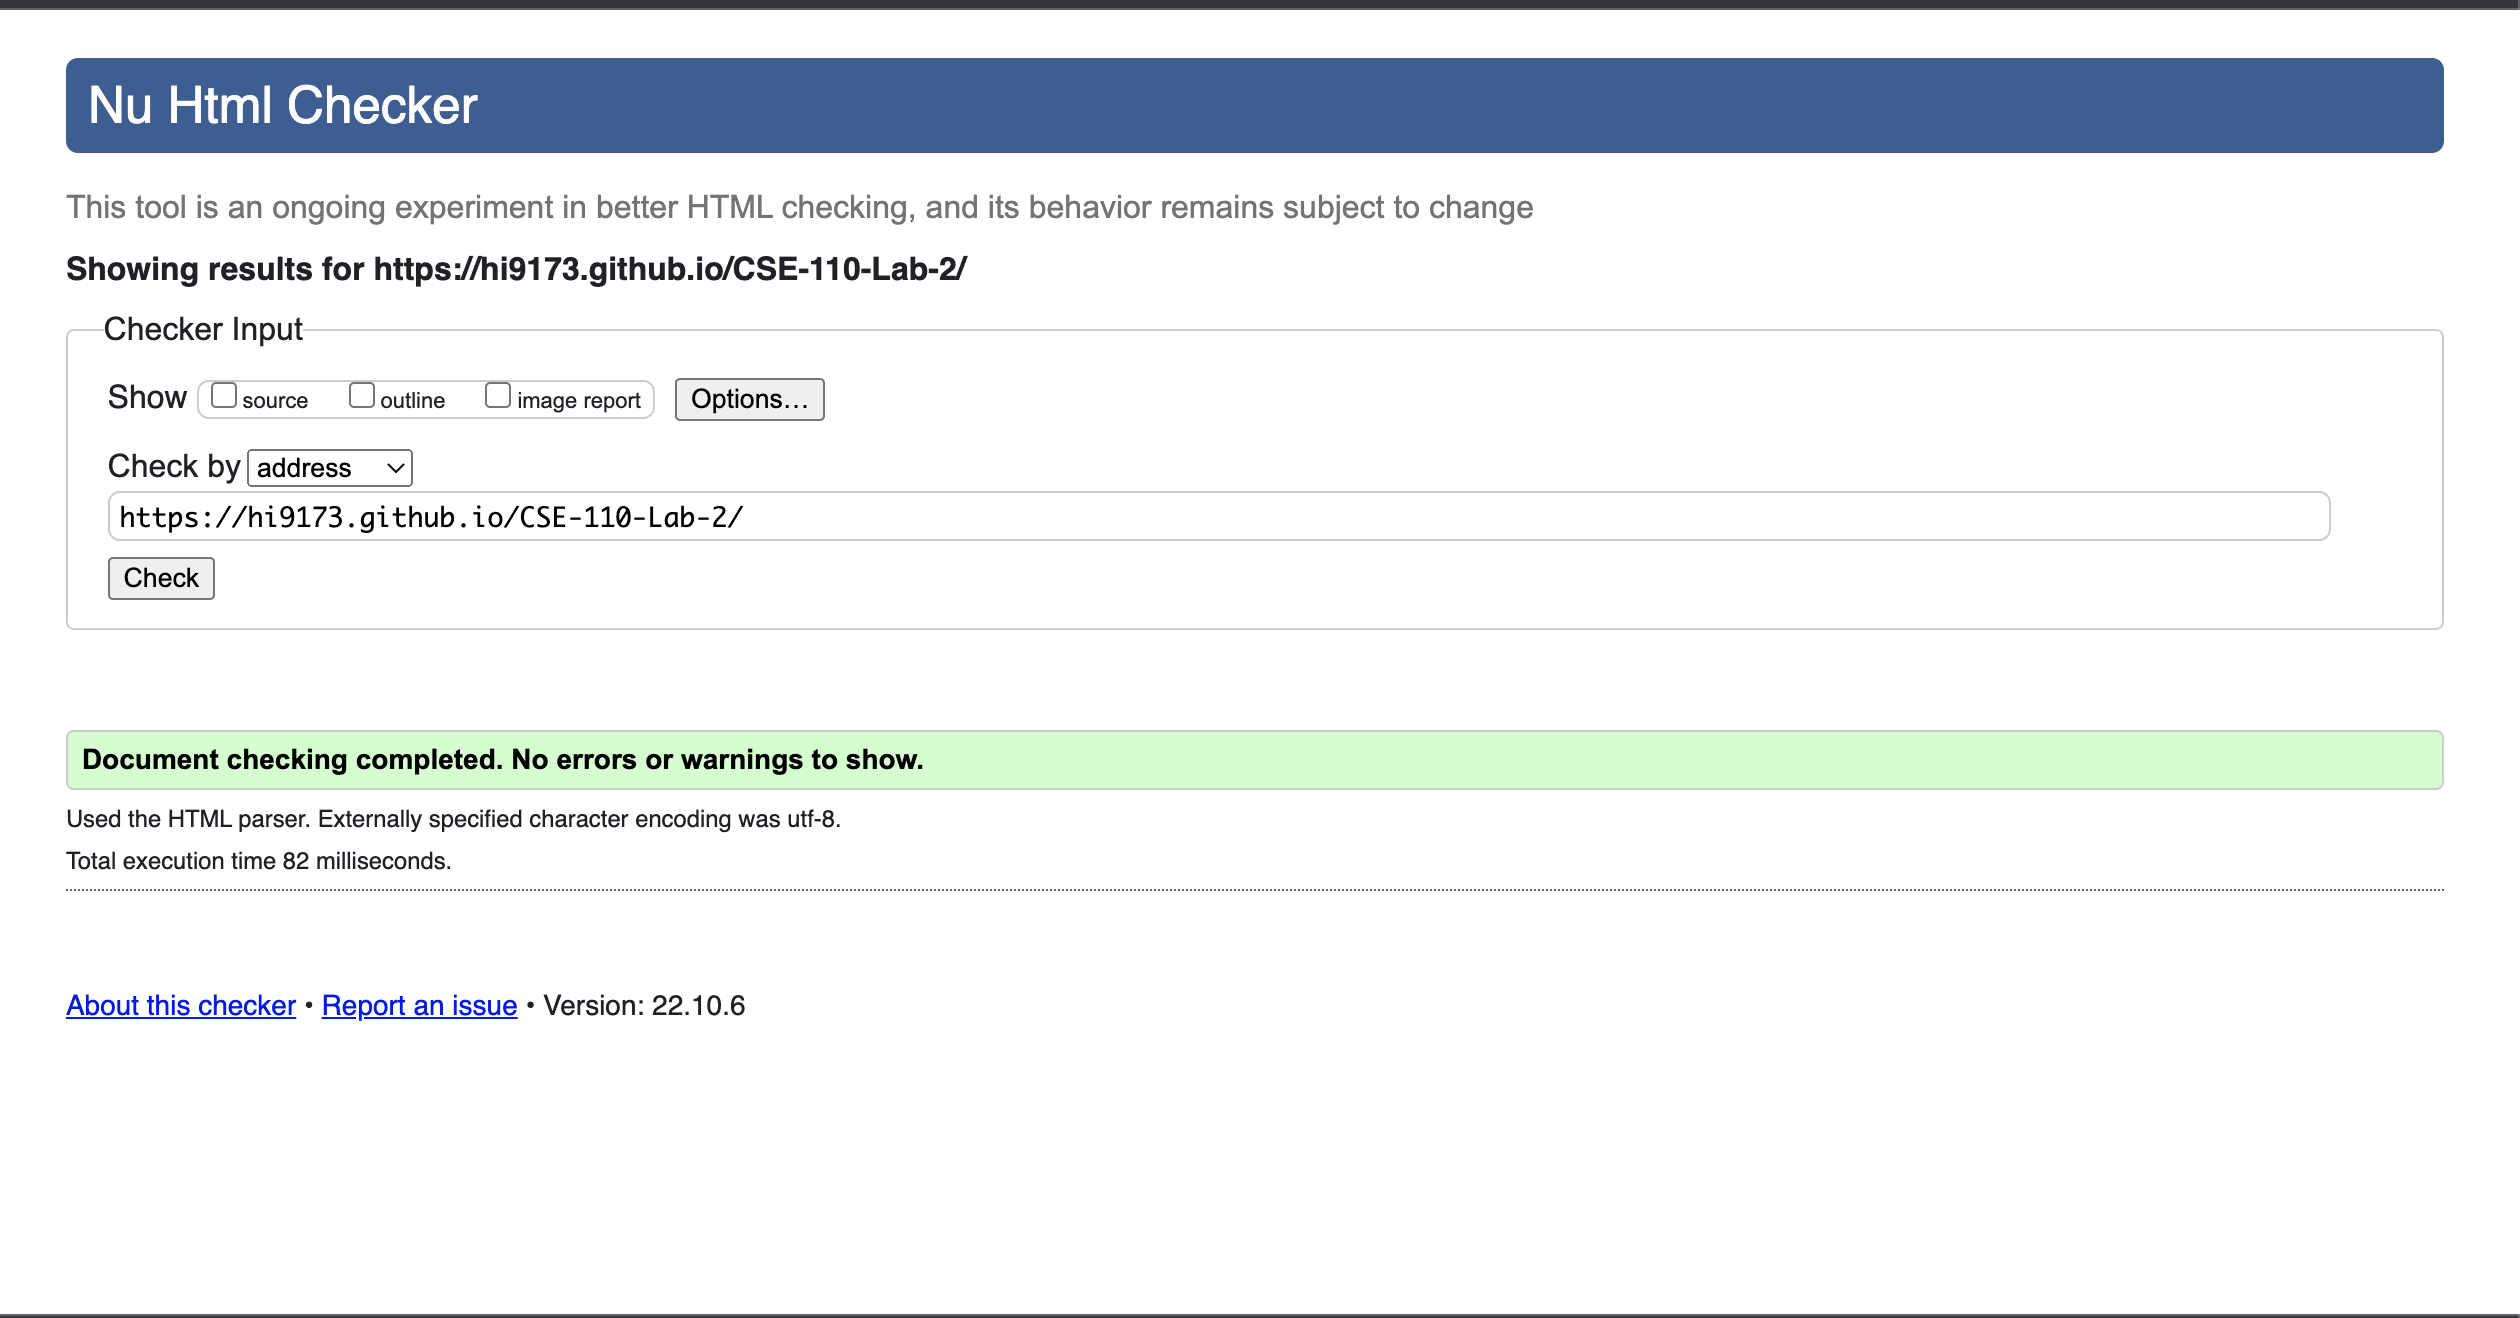 Nu Html Checker
This tool is an ongoing experiment in better HTML checking, and its behavior remains subject to change
Showing results for https://hi9173.github.io/CSE-110-Lab-2/
Checker Input
Show source outline image report Options...
Check by address
https://hi9173.github.io/CSE-110-Lab-2/
Check
Document checking completed. No errors or warnings to show.
Used the HTML parser. Externally specified character encoding was utf-8.
Total execution time 82 milliseconds.
About this checker • Report an issue • Version: 22.10.6